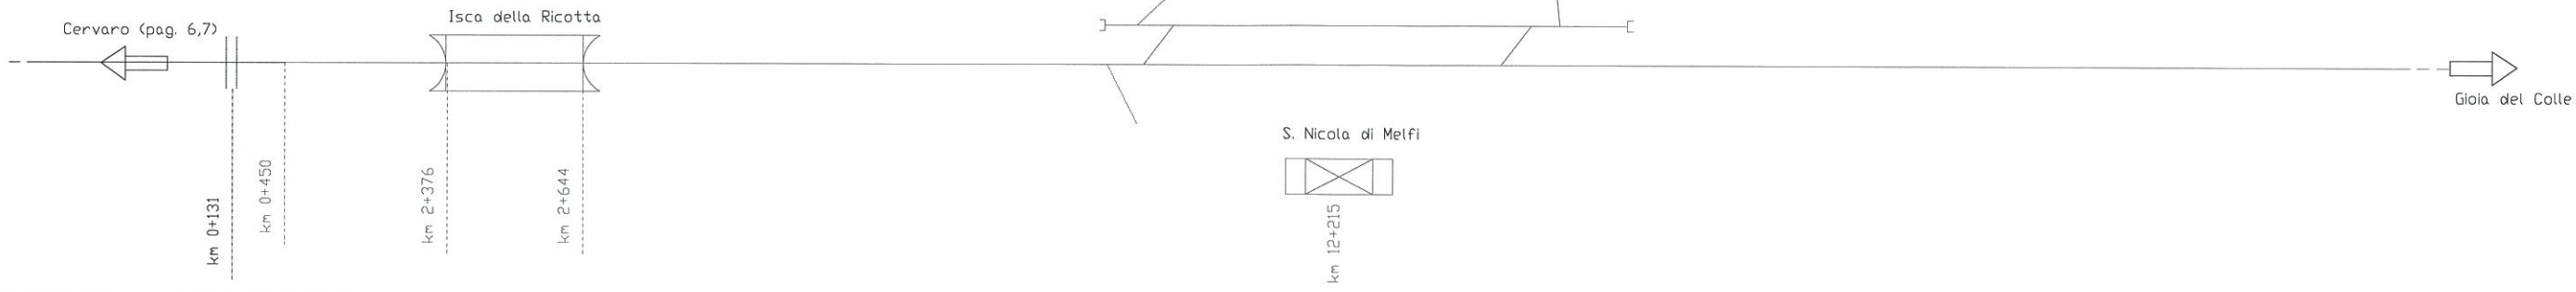 Isca della Ricotta
Cervaro (pag. 6,7)
Gioia del Colle
S. Nicola di Melfi
km 0+131
km 0+450
km 2+376
km 2+644
km 12+215